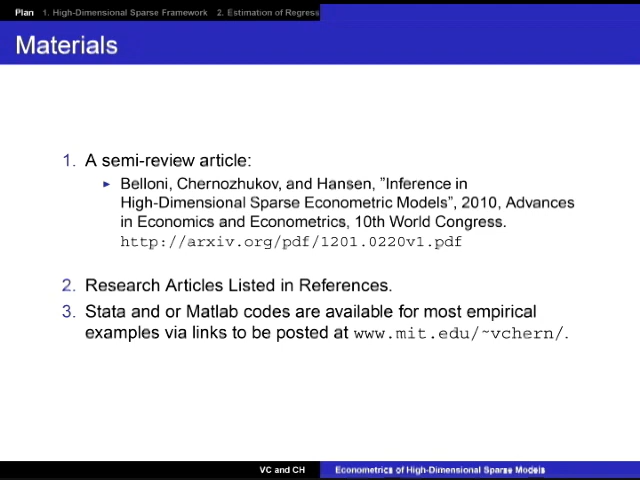 Plan 1. High-Dimensional Sparse Framework 2. Estimation of Regress
Materials
1. A semi-review article:
▶ Belloni, Chernozhukov, and Hansen, ”Inference in
High-Dimensional Sparse Econometric Models”, 2010, Advances
in Economics and Econometrics, 10th World Congress.
http://arxiv.org/pdf/1201.0220v1.pdf
2. Research Articles Listed in References.
3. Stata and or Matlab codes are available for most empirical
examples via links to be posted at www.mit.edu/~vchern/.
VC and CH Econometrics of High-Dimensional Sparse Models